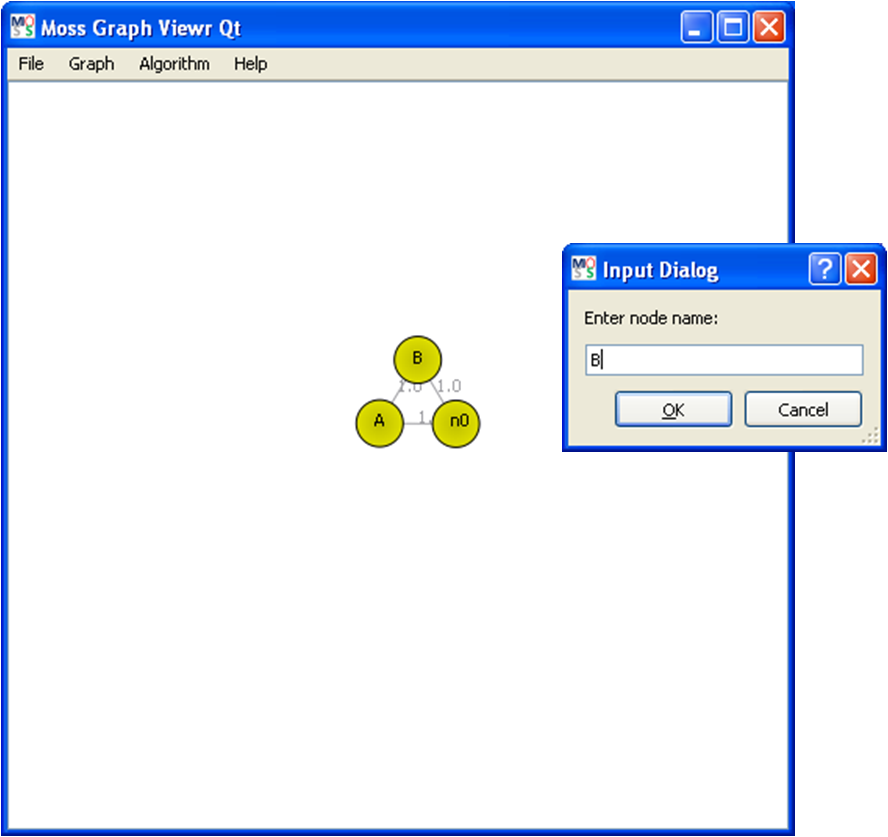 Moss Graph Viewr Qt
File Graph Algorithm Help
Input Dialog
Enter node name:
B
OK Cancel
B
1.0 1.0
A 1. n0